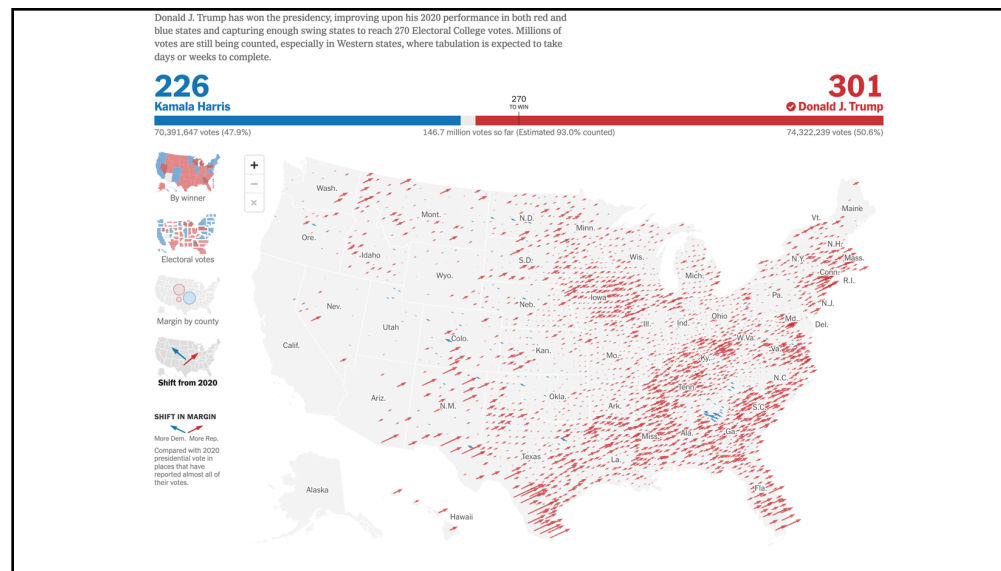 Donald J. Trump has won the presidency, improving upon his 2020 performance in both red and
blue states and capturing enough swing states to reach 270 Electoral College votes. Millions of
votes are still being counted, especially in Western states, where tabulation is expected to take
days or weeks to complete.
226
301
Kamala Harris
270
TO WIN
Donald J. Trump
70,391,647 votes (47.9%)
146.7 million votes so far (Estimated 93.0% counted)
74,322,239 votes (50.6%)
By winner
Electoral votes
Margin by county
Shift from 2020
SHIFT IN MARGIN
More Dem. More Rep.
Compared with 2020
presidential vote in
places that have
reported almost all of
their votes.
+
−
×
Wash.
Mont.
N.D.
Minn.
Maine
Vt.
Ore.
Idaho
S.D.
Wis.
N.Y.
N.H.
Mass.
Wyo.
Mich.
Conn.
R.I.
Nev.
Neb.
Iowa
Pa.
N.J.
Utah
Colo.
Ill.
Ind.
Ohio
Md.
Del.
Calif.
Kan.
Mo.
Ky.
W.Va.
Va.
Ariz.
N.M.
Okla.
Ark.
Tenn.
N.C.
S.C.
Texas
La.
Miss.
Ala.
Ga.
Alaska
Hawaii
Fla.